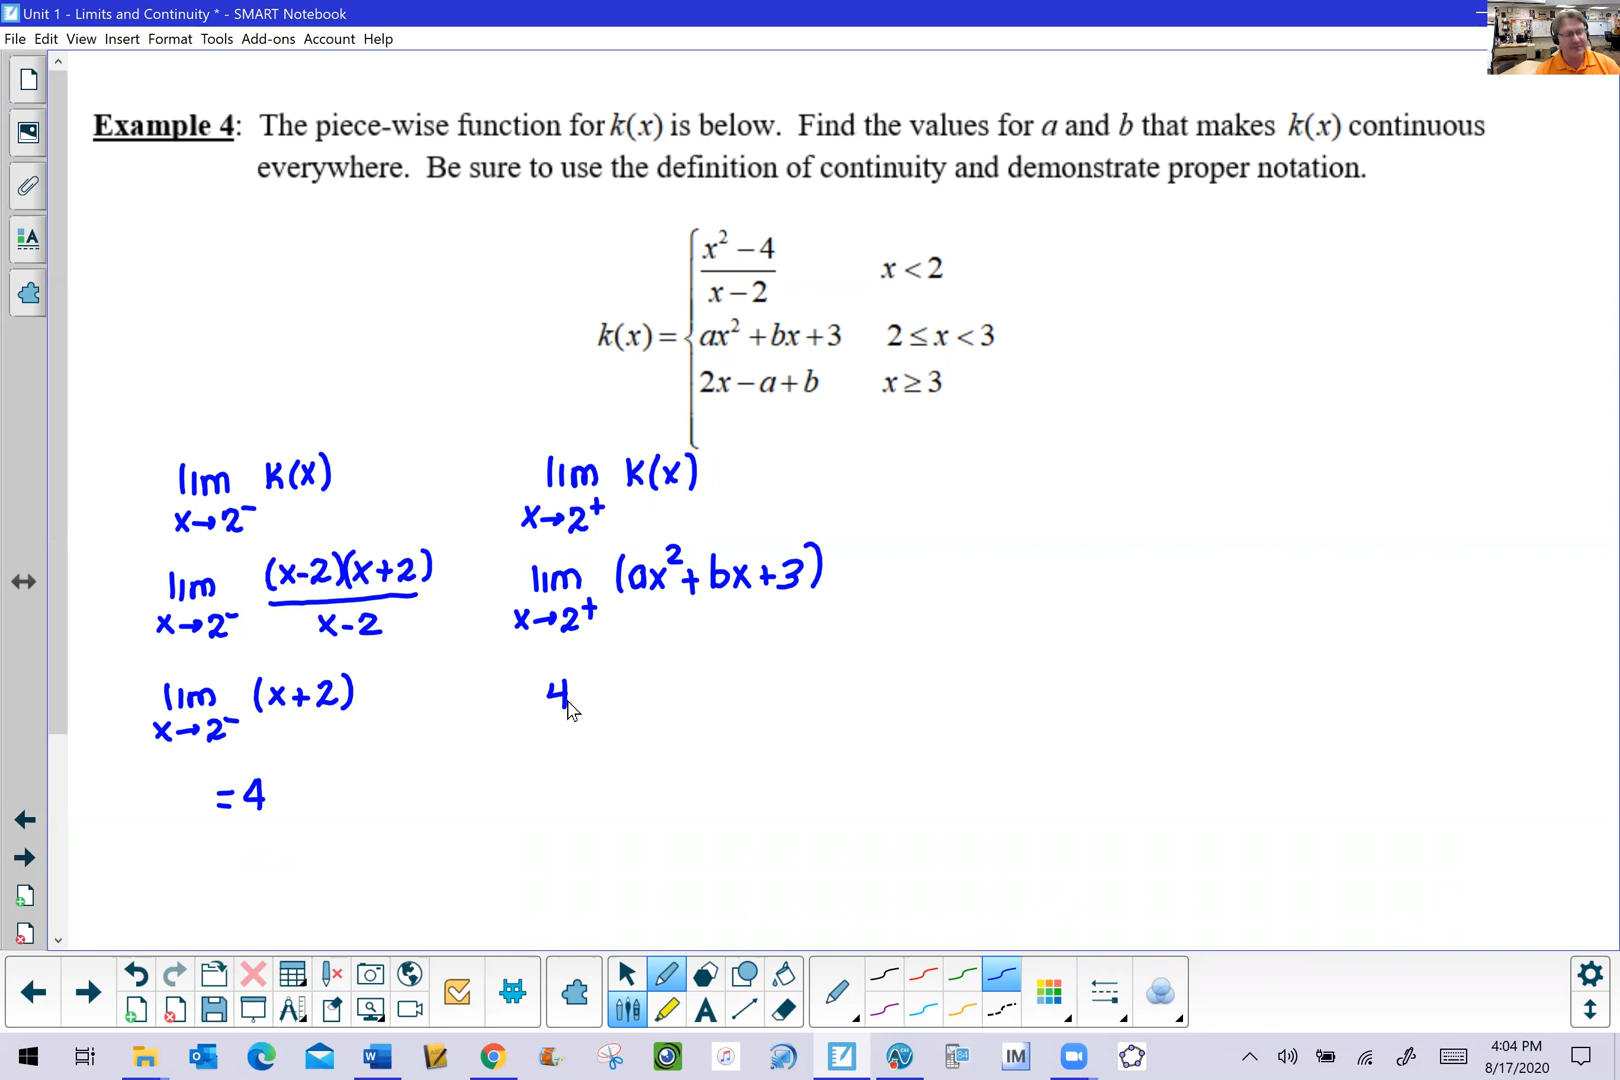 Unit 1 - Limits and Continuity * - SMART Notebook
File Edit View Insert Format Tools Add-ons Account Help
Example 4: The piece-wise function for k(x) is below. Find the values for a and b that makes k(x) continuous
everywhere. Be sure to use the definition of continuity and demonstrate proper notation.
x² − 4
x − 2
x < 2
k(x) =
ax² + bx + 3 2 ≤ x < 3
2x − a + b x ≥ 3
lim k(x)
x→2⁻
lim (x-2)(x+2)
x→2⁻ x-2
lim (x+2)
x→2⁻
= 4
lim k(x)
x→2⁺
lim (ax²+bx+3)
x→2⁺
4
A
A
W
84
IM
4:04 PM
8/17/2020